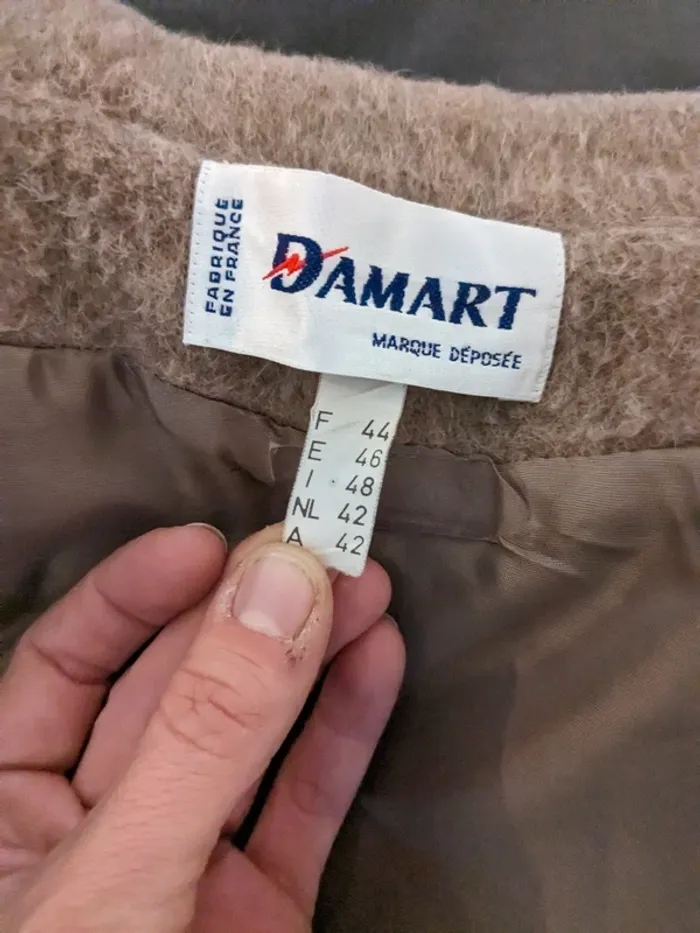 FABRIQUE
EN FRANCE
DAMART
MARQUE DÉPOSÉE
F 44
E 46
I 48
NL 42
A 42